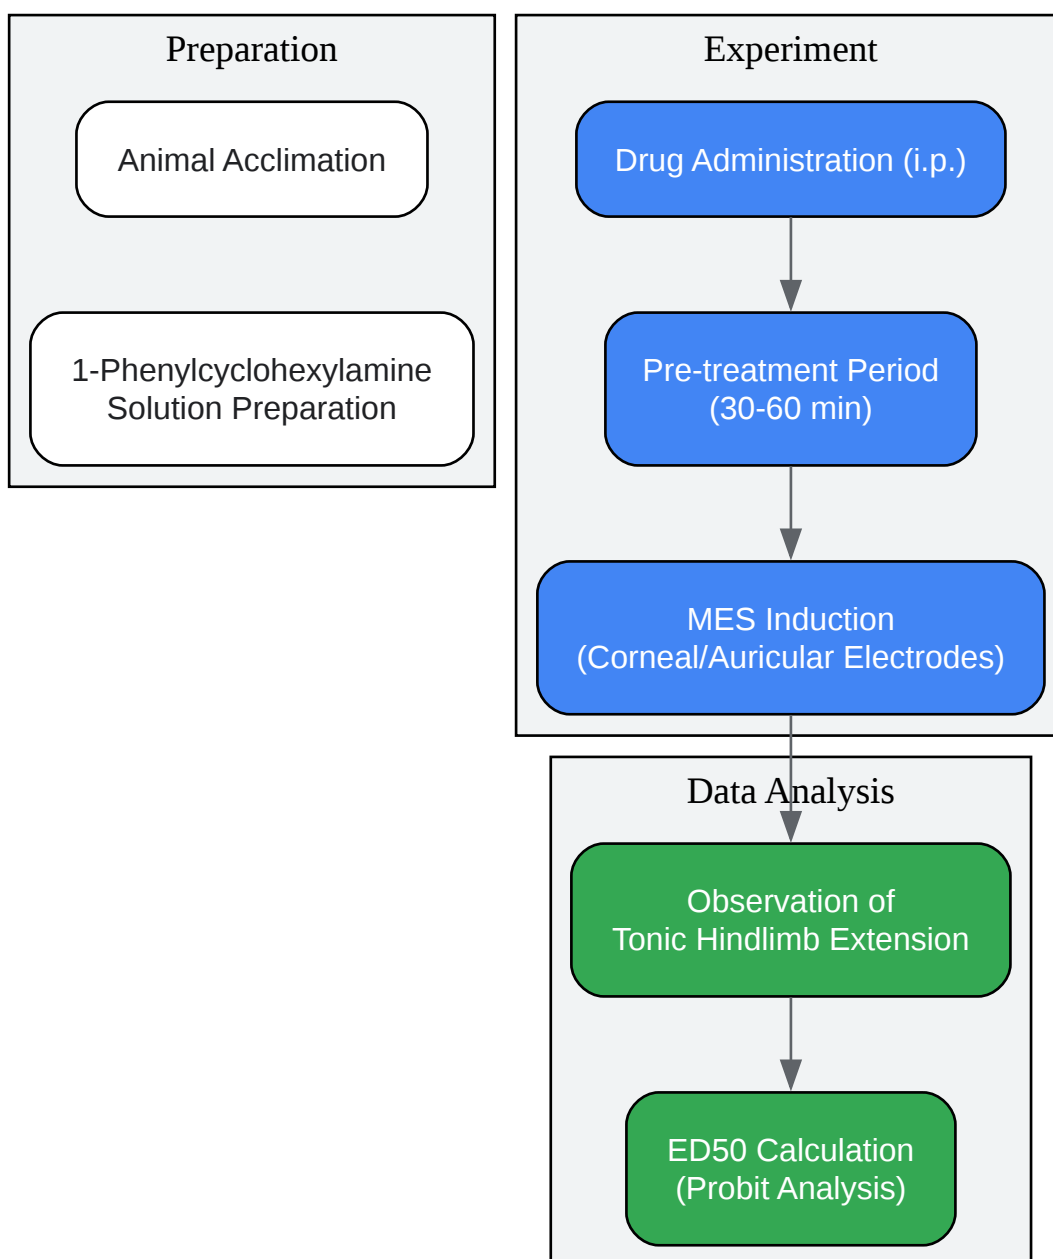 Preparation
Animal Acclimation
1-Phenylcyclohexylamine
Solution Preparation
Experiment
Drug Administration (i.p.)
Pre-treatment Period
(30-60 min)
MES Induction
(Corneal/Auricular Electrodes)
Data Analysis
Observation of
Tonic Hindlimb Extension
ED50 Calculation
(Probit Analysis)